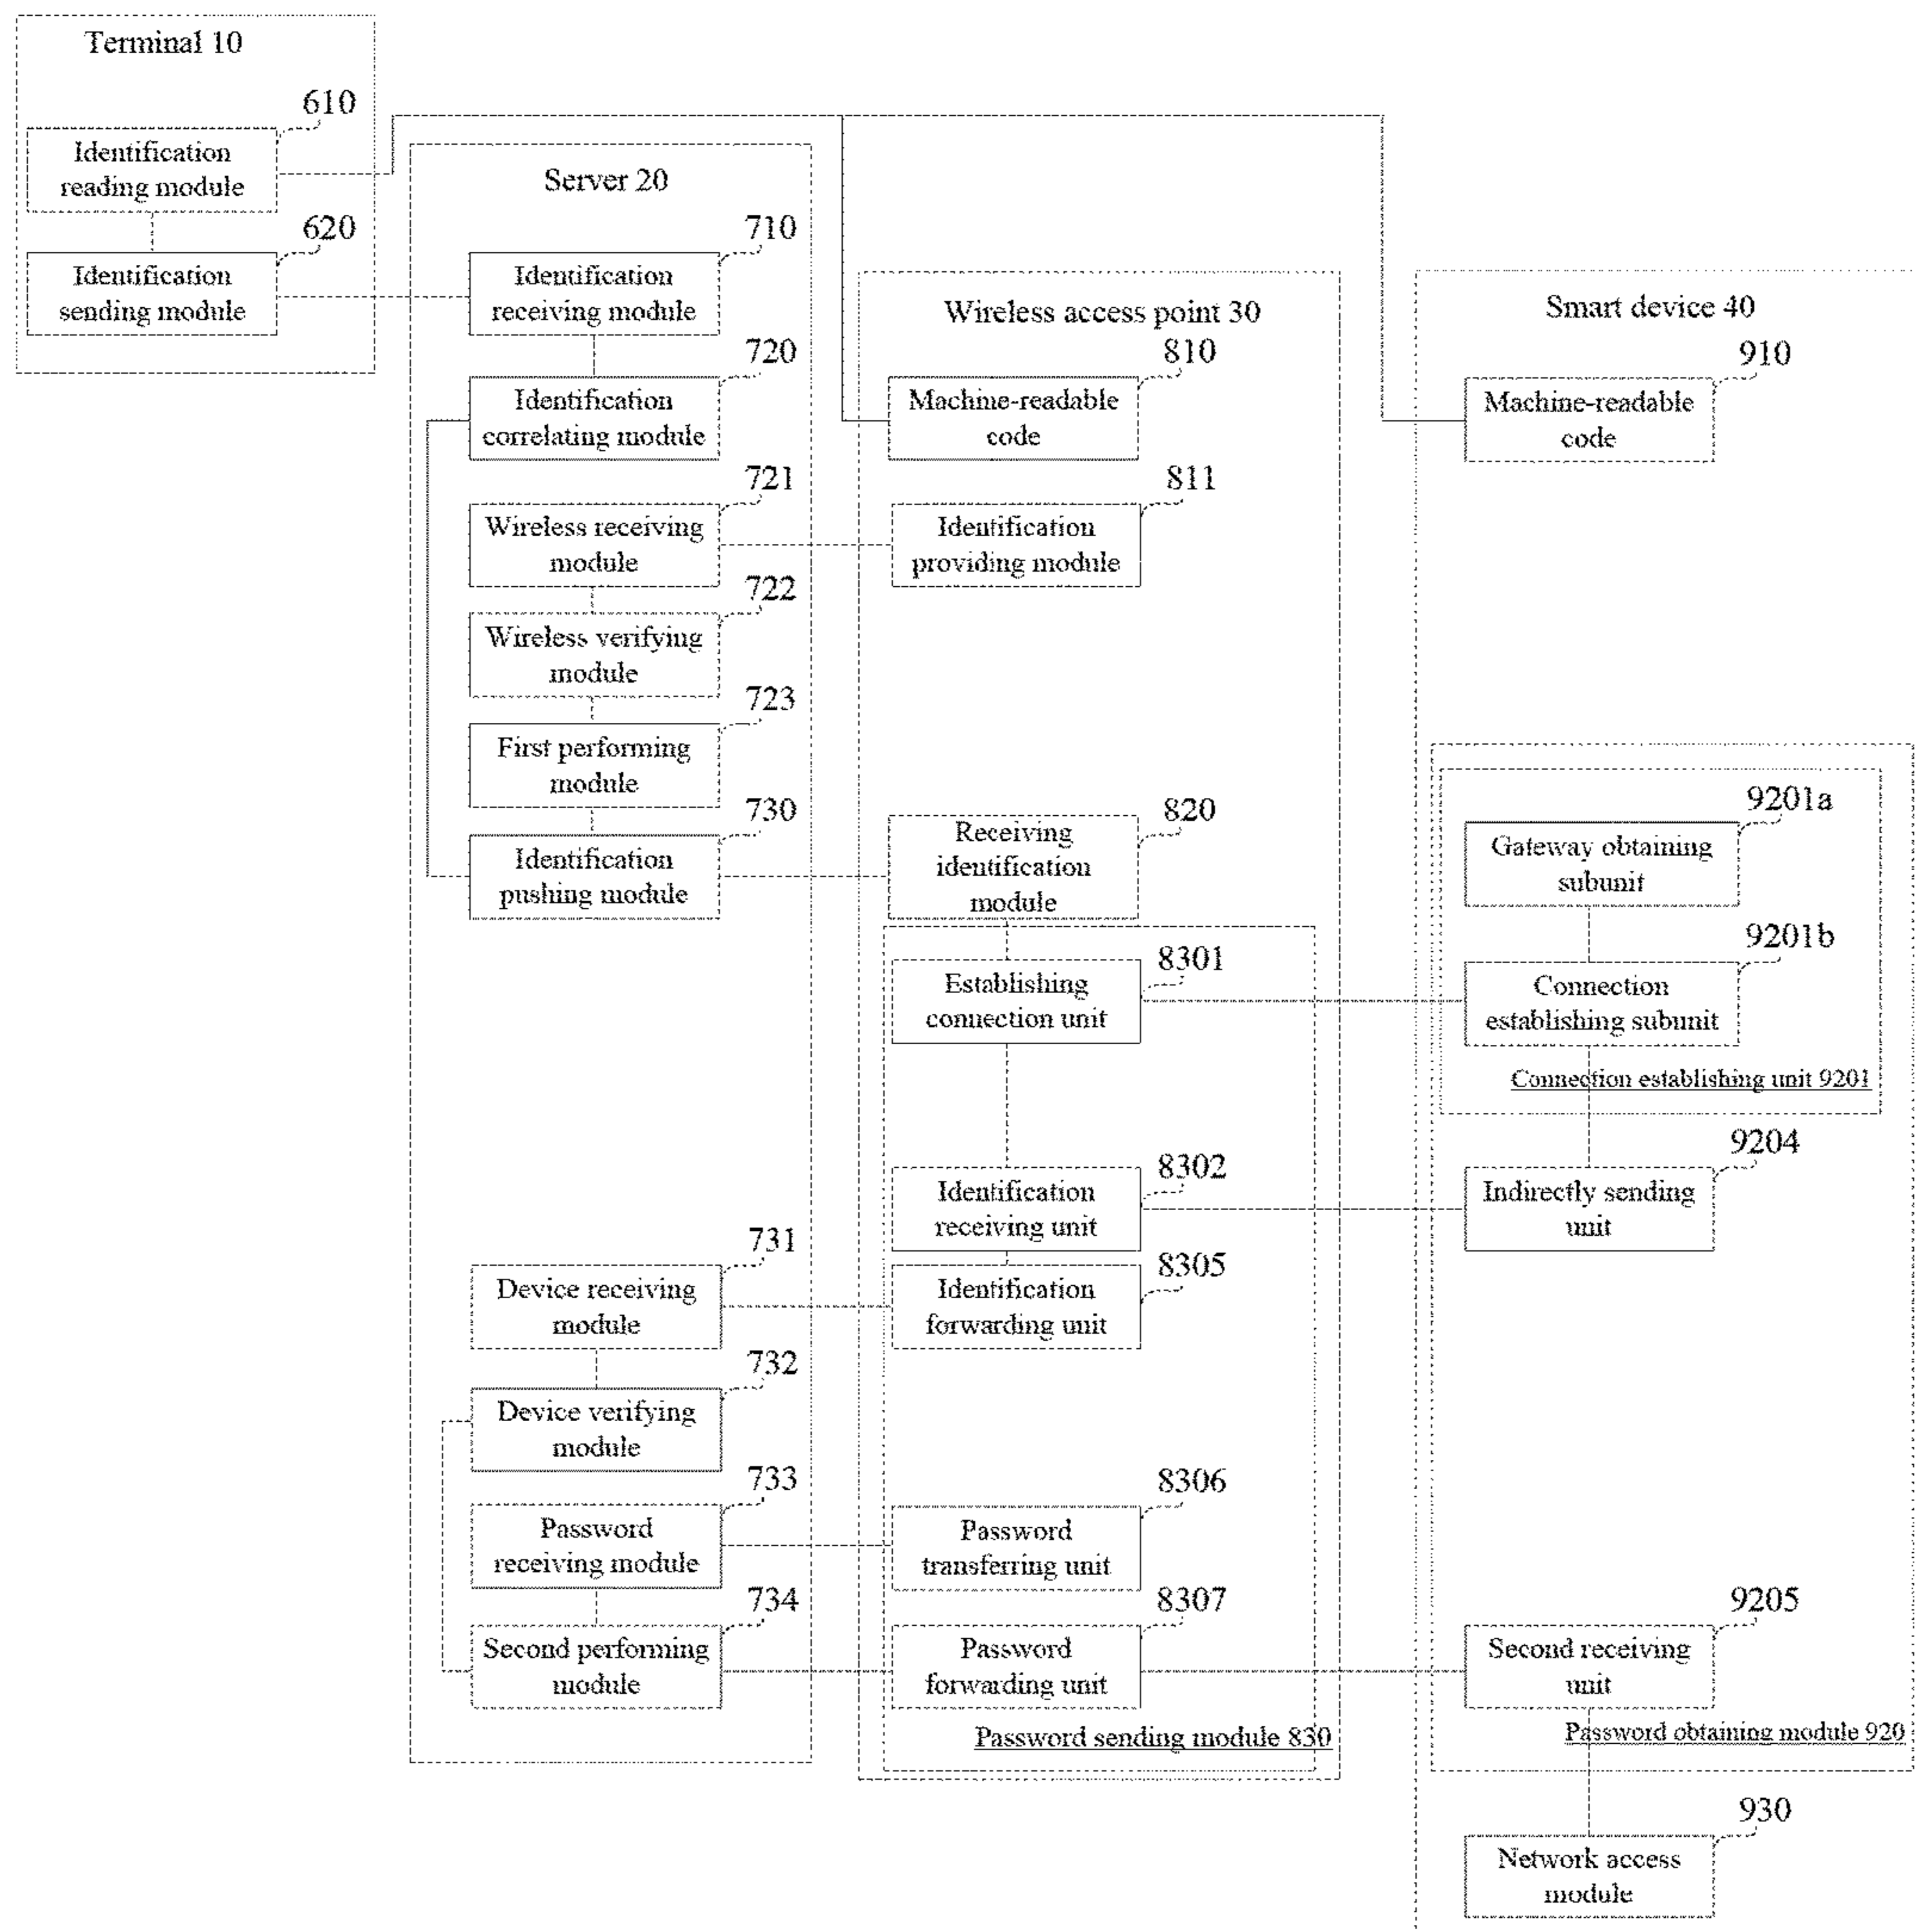 Terminal 10
610
Identification
reading module
620
Identification
sending module
Server 20
710
Identification
receiving module
720
Identification
correlating module
721
Wireless receiving
module
722
Wireless verifying
module
723
First performing
module
730
Identification
pushing module
731
Device receiving
module
732
Device verifying
module
733
Password
receiving module
734
Second performing
module
Wireless access point 30
810
Machine-readable
code
811
Identification
providing module
820
Receiving
identification
module
8301
Establishing
connection unit
8302
Identification
receiving unit
8305
Identification
forwarding unit
8306
Password
transferring unit
8307
Password
forwarding unit
Password sending module 830
Smart device 40
910
Machine-readable
code
9201a
Gateway obtaining
subunit
9201b
Connection
establishing subunit
Connection establishing unit 9201
9204
Indirectly sending
unit
9205
Second receiving
unit
Password obtaining module 920
930
Network access
module